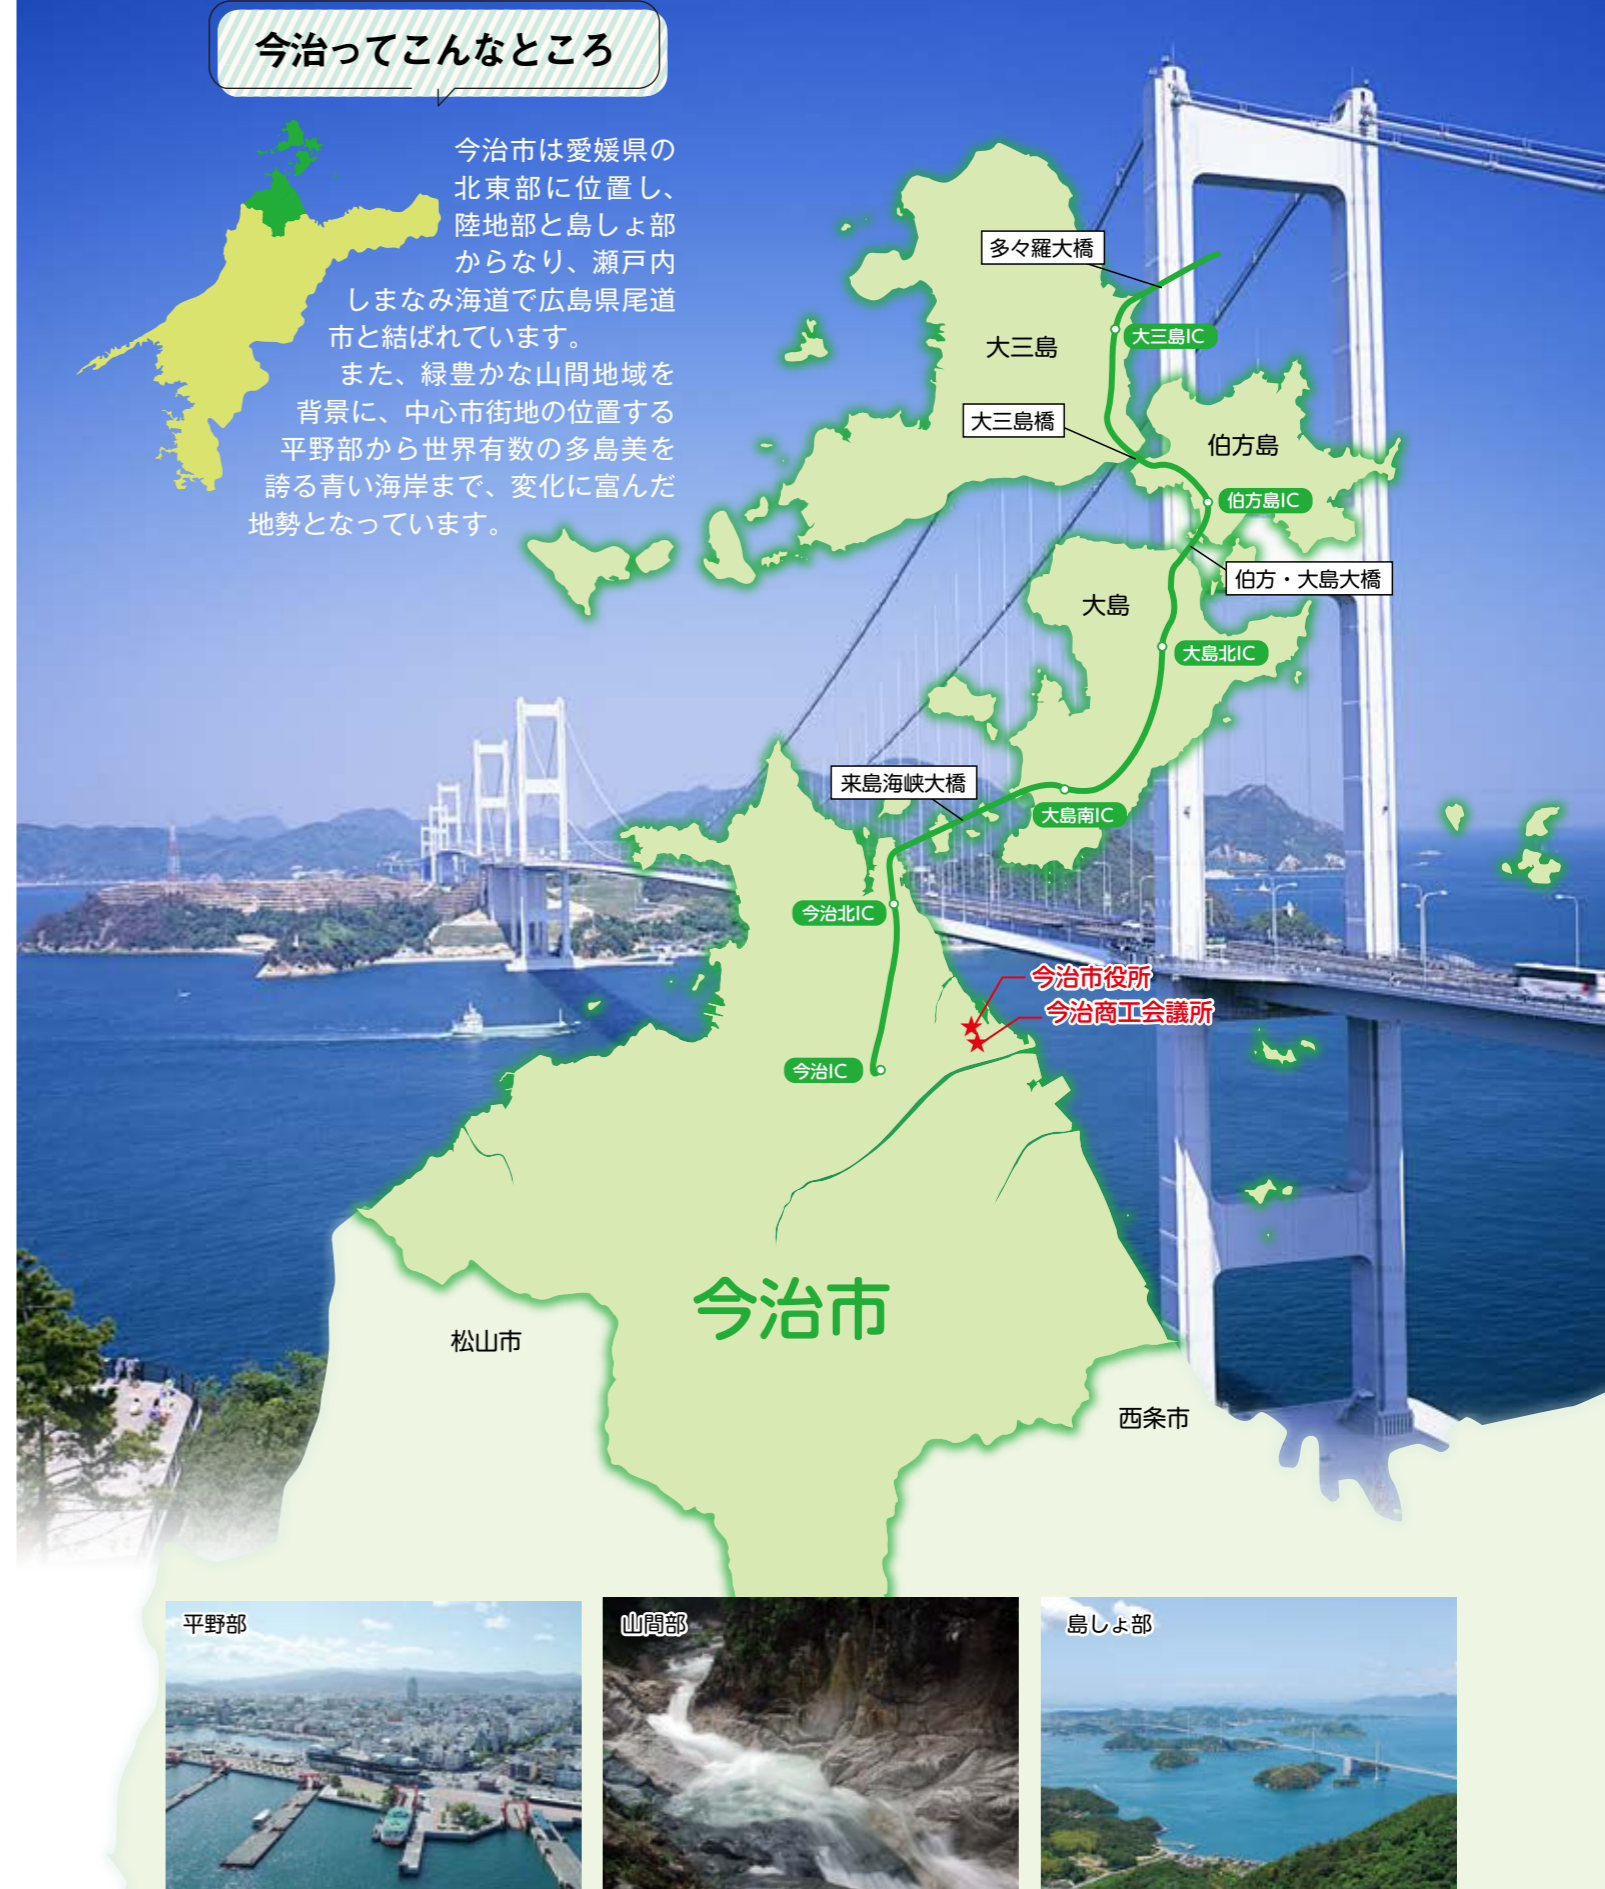 今治ってこんなところ
今治市は愛媛県の
北東部に位置し、
陸地部と島しょ部
からなり、瀬戸内
しまなみ海道で広島県尾道
市と結ばれています。
また、緑豊かな山間地域を
背景に、中心市街地の位置する
平野部から世界有数の多島美を
誇る青い海岸まで、変化に富んだ
地勢となっています。
多々羅大橋
大三島IC
大三島
大三島橋
伯方島
伯方島IC
伯方・大島大橋
大島
大島北IC
来島海峡大橋
大島南IC
今治北IC
今治市役所
今治商工会議所
今治IC
今治市
松山市
西条市
平野部
山間部
島しょ部